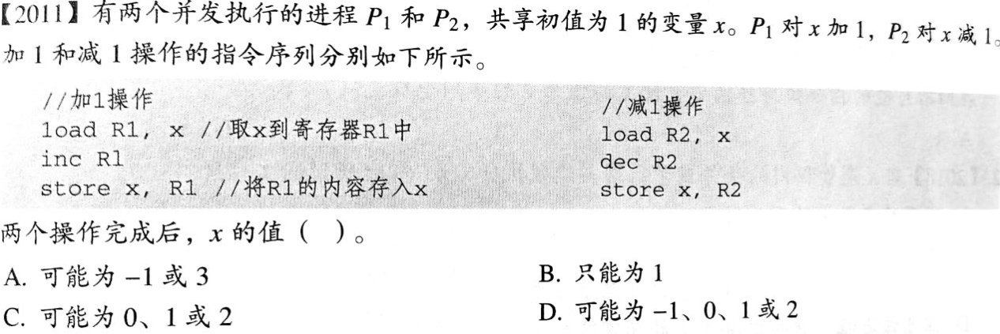 【2011】有两个并发执行的进程 P1 和 P2，共享初值为 1 的变量 x。P1 对 x 加 1，P2 对 x 减 1。
加 1 和减 1 操作的指令序列分别如下所示。
//加1操作
load R1, x //取x到寄存器R1中
inc R1
store x, R1 //将R1的内容存入x
//减1操作
load R2, x
dec R2
store x, R2
两个操作完成后，x 的值（ ）。
A. 可能为 –1 或 3
B. 只能为 1
C. 可能为 0、1 或 2
D. 可能为 –1、0、1 或 2